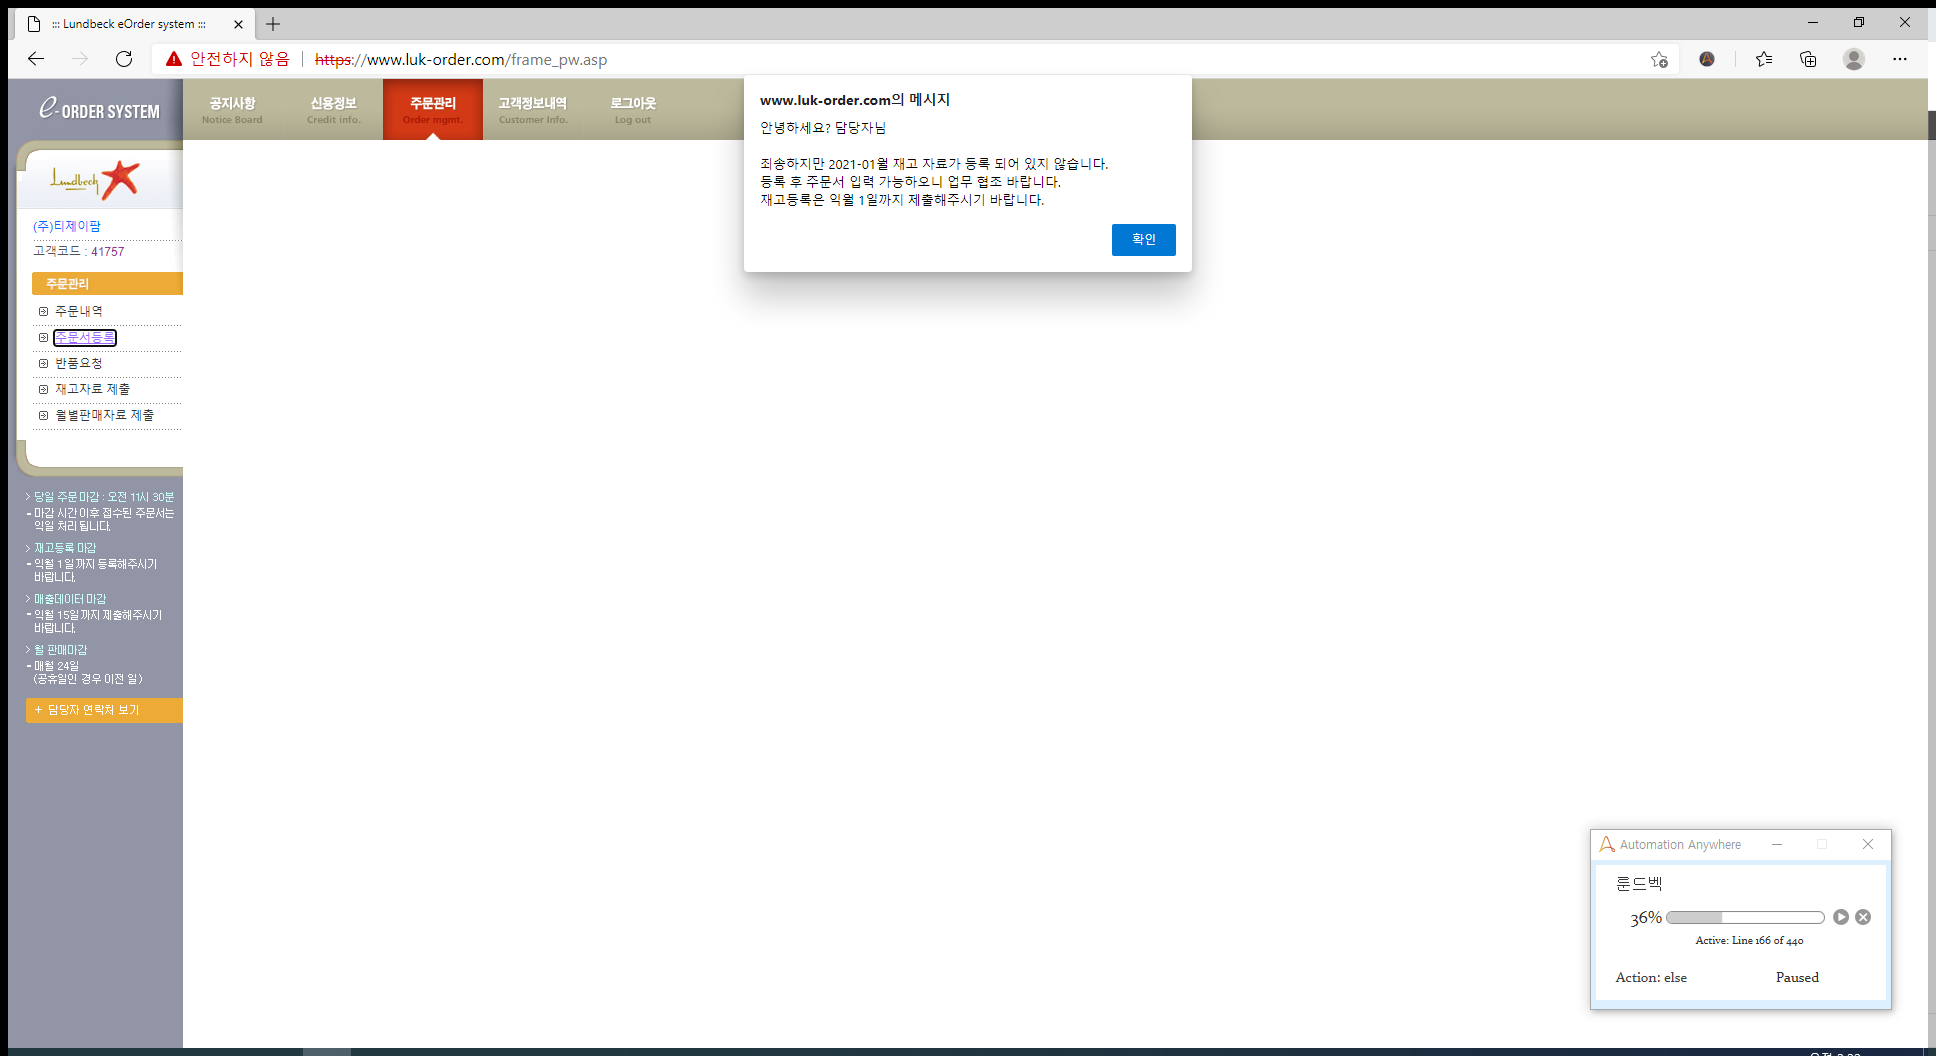 ::: Lundbeck eOrder system :::
안전하지 않음
https://www.luk-order.com/frame_pw.asp
e-ORDER SYSTEM
공지사항
Notice Board
신용정보
Credit info.
주문관리
Order mgmt.
고객정보내역
Customer Info.
로그아웃
Log out
www.luk-order.com의 메시지
안녕하세요? 담당자님
죄송하지만 2021-01월 재고 자료가 등록 되어 있지 않습니다.
등록 후 주문서 입력 가능하오니 업무 협조 바랍니다.
재고등록은 익월 1일까지 제출해주시기 바랍니다.
확인
Lundbeck
(주)티제이팜
고객코드 : 41757
주문관리
주문내역
주문서등록
반품요청
재고자료 제출
월별판매자료 제출
> 당일 주문마감 : 오전 11시 30분
- 마감 시간 이후 접수된 주문서는
익일 처리 됩니다.
> 재고등록 마감
- 익월 1일까지 등록해주시기
바랍니다.
> 매출데이터 마감
- 익월 15일까지 제출해주시기
바랍니다.
> 월 판매마감
- 매월 24일
(공휴일인 경우 이전 일)
+ 담당자 연락처 보기
Automation Anywhere
룬드벡
36%
Active: Line 166 of 440
Action: else
Paused